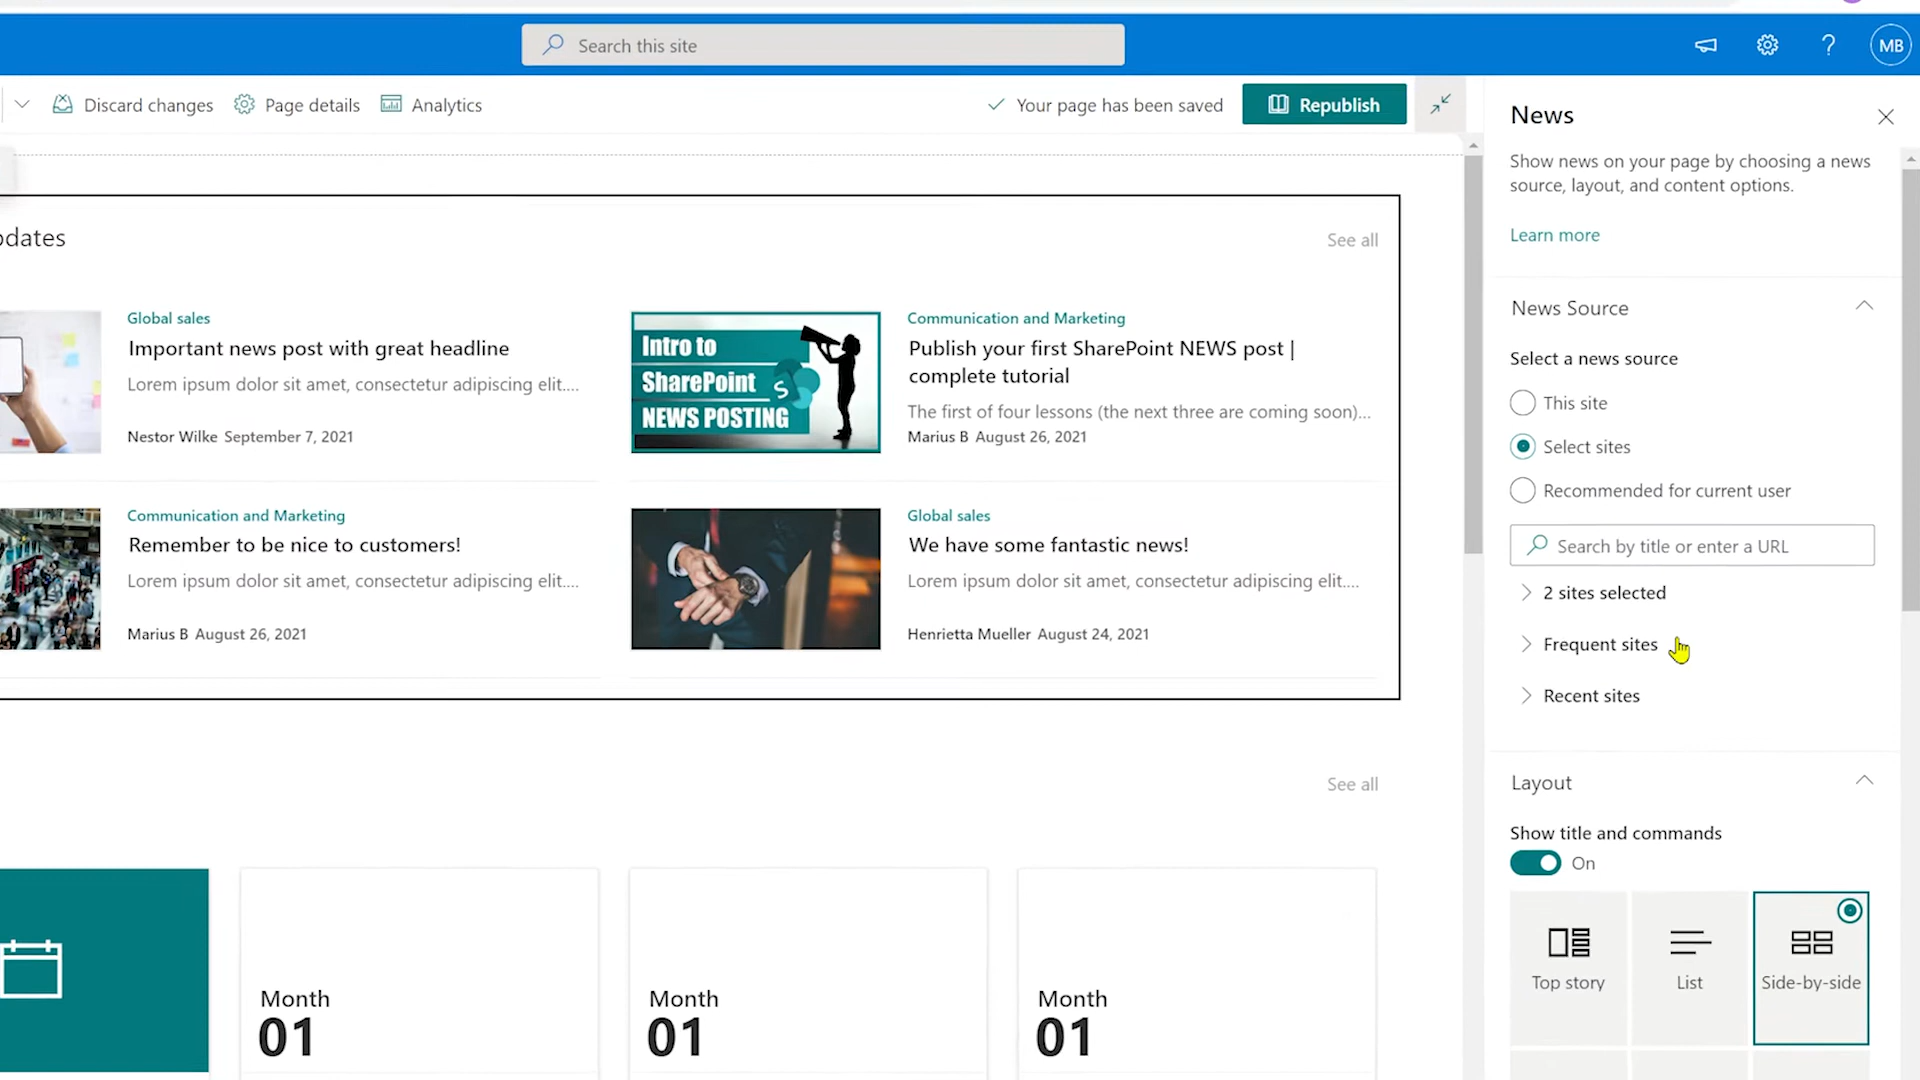 Search this site
MB
Discard changes
Page details
Analytics
Your page has been saved
Republish
See all
Global sales
Important news post with great headline
Lorem ipsum dolor sit amet, consectetur adipiscing elit....
Nestor Wilke September 7, 2021
Intro to
SharePoint
NEWS POSTING
Communication and Marketing
Publish your first SharePoint NEWS post |
complete tutorial
The first of four lessons (the next three are coming soon)...
Marius B August 26, 2021
Communication and Marketing
Remember to be nice to customers!
Lorem ipsum dolor sit amet, consectetur adipiscing elit....
Marius B August 26, 2021
Global sales
We have some fantastic news!
Lorem ipsum dolor sit amet, consectetur adipiscing elit....
Henrietta Mueller August 24, 2021
See all
Month
01
Month
01
Month
01
News
Show news on your page by choosing a news
source, layout, and content options.
Learn more
News Source
Select a news source
This site
Select sites
Recommended for current user
Search by title or enter a URL
2 sites selected
Frequent sites
Recent sites
Layout
Show title and commands
On
Top story
List
Side-by-side